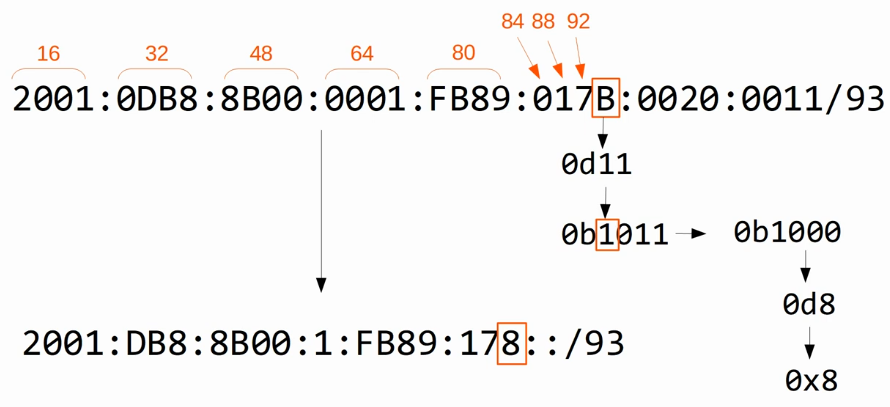 84 88 92
16 32 48 64 80
2001:0DB8:8B00:0001:FB89:017B:0020:0011/93
0d11
0b1011 0b1000
0d8
2001:DB8:8B00:1:FB89:178::/93
0x8